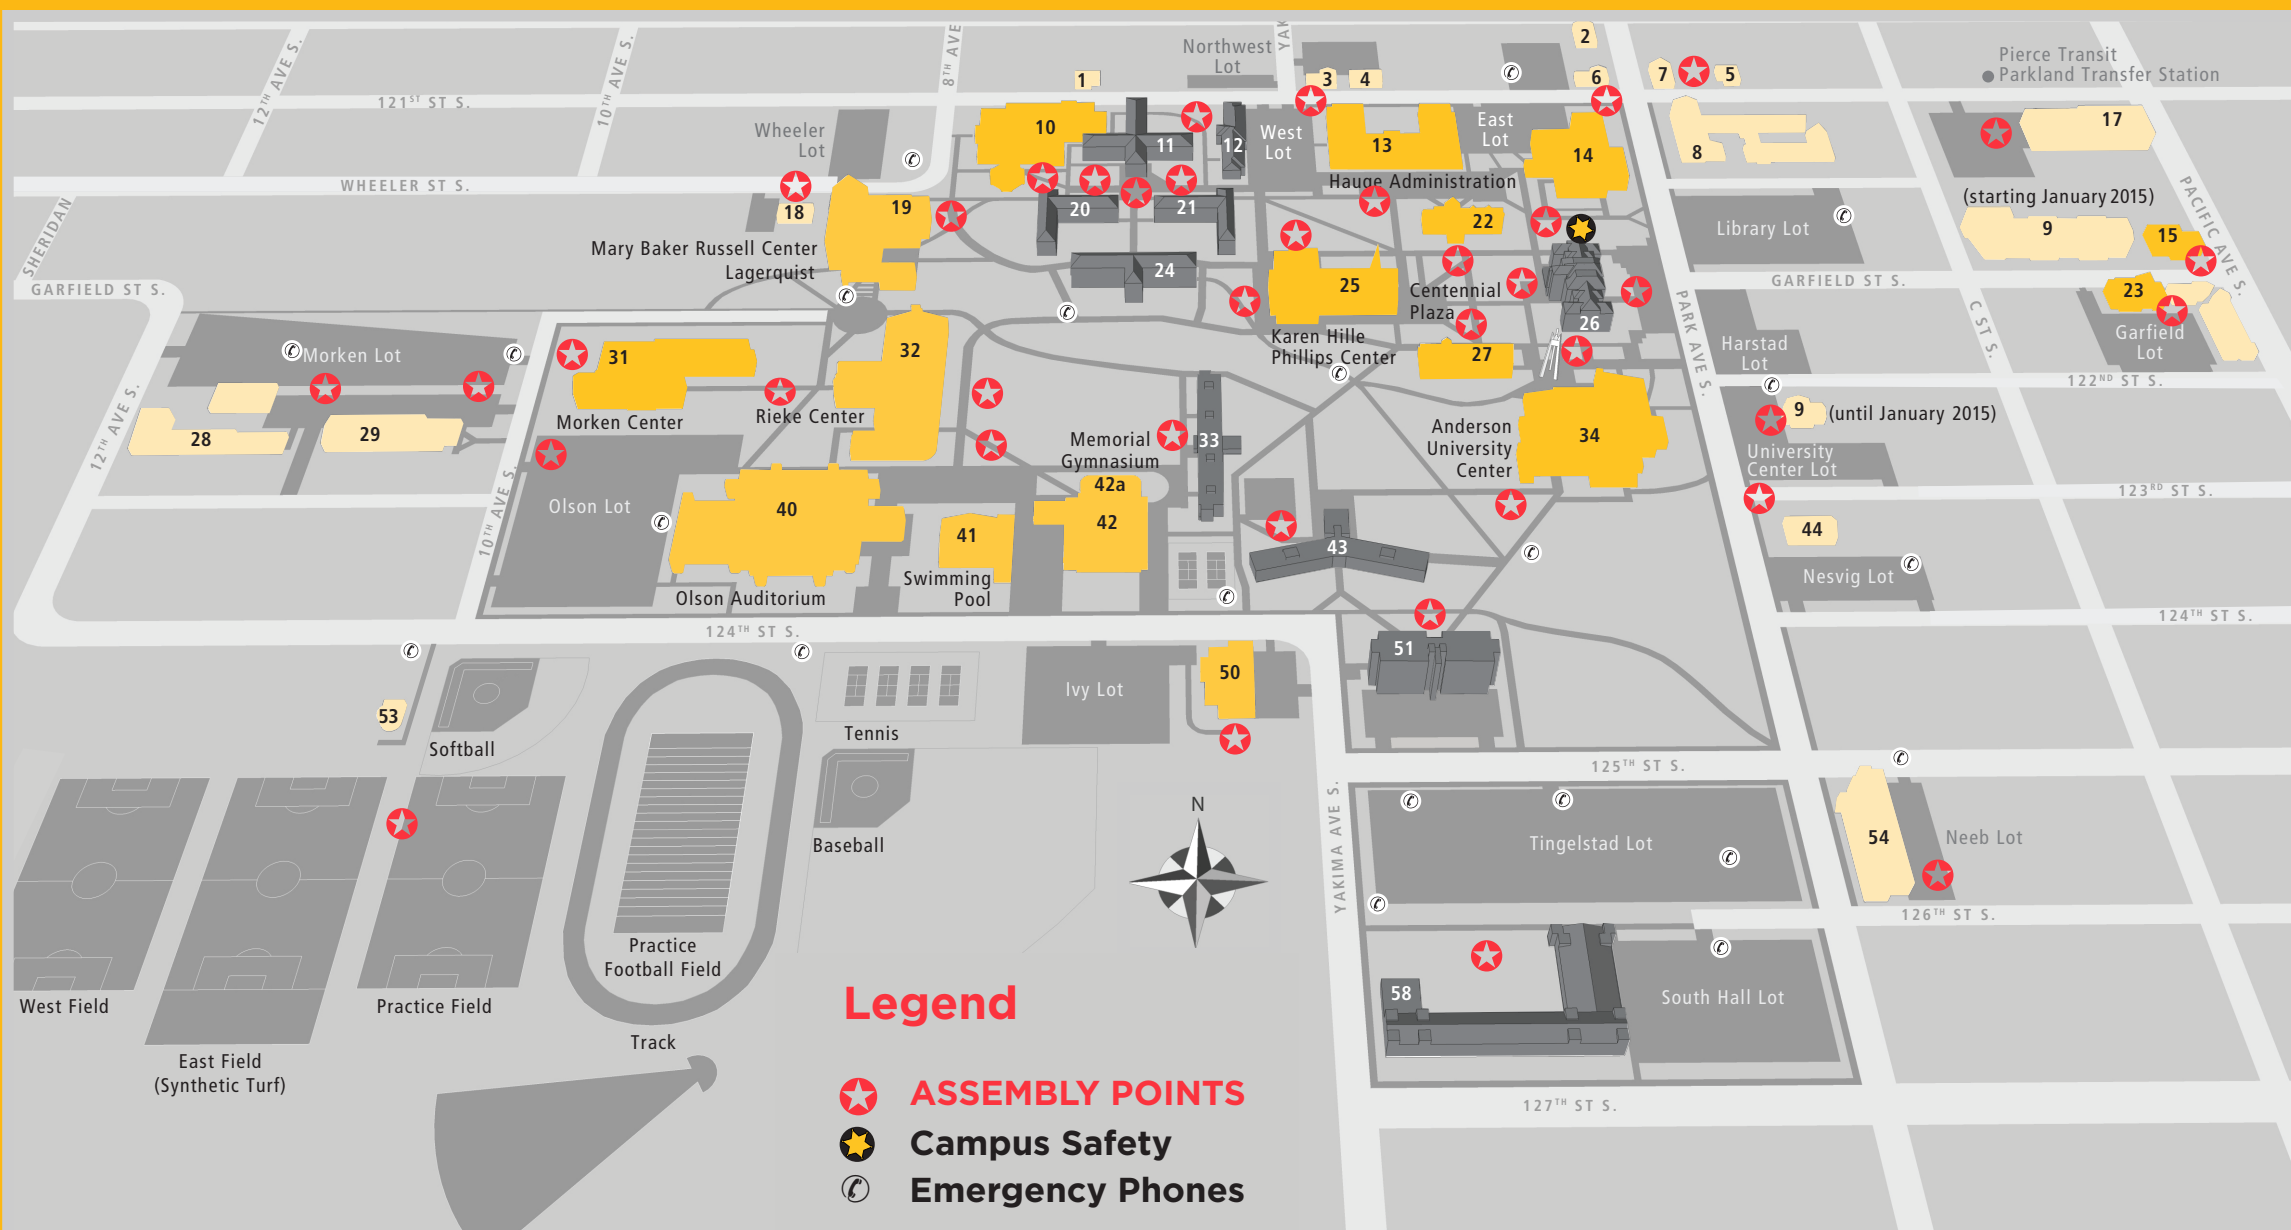 2
Northwest
Lot
YAK
8TH AVE
12TH AVE S.
10TH AVE S.
1
3
4
6
7
5
Pierce Transit
Parkland Transfer Station
121ST ST S.
Wheeler
Lot
10
11
12
West
Lot
13
East
Lot
14
8
17
WHEELER ST S.
Hauge Administration
(starting January 2015)
PACIFIC AVE S.
SHERIDAN
18
19
20
21
22
Library Lot
9
15
Mary Baker Russell Center
Lagerquist
24
25
Centennial
Plaza
26
GARFIELD ST S.
GARFIELD ST S.
23
Garfield
Lot
PARK AVE S.
C ST S.
Karen Hille
Phillips Center
27
Harstad
Lot
Morken Lot
31
32
122ND ST S.
12TH AVE S.
28
29
Morken Center
Rieke Center
Memorial
Gymnasium
33
Anderson
University
Center
34
9
(until January 2015)
University
Center Lot
10TH AVE S.
Olson Lot
40
41
42a
42
123RD ST S.
44
43
Swimming
Pool
Olson Auditorium
Nesvig Lot
124TH ST S.
124TH ST S.
51
50
Ivy Lot
53
Softball
Tennis
125TH ST S.
YAKIMA AVE S.
N
Baseball
Tingelstad Lot
54
Neeb Lot
126TH ST S.
Practice
Football Field
West Field
Practice Field
58
South Hall Lot
Track
East Field
(Synthetic Turf)
127TH ST S.
Legend
ASSEMBLY POINTS
Campus Safety
Emergency Phones